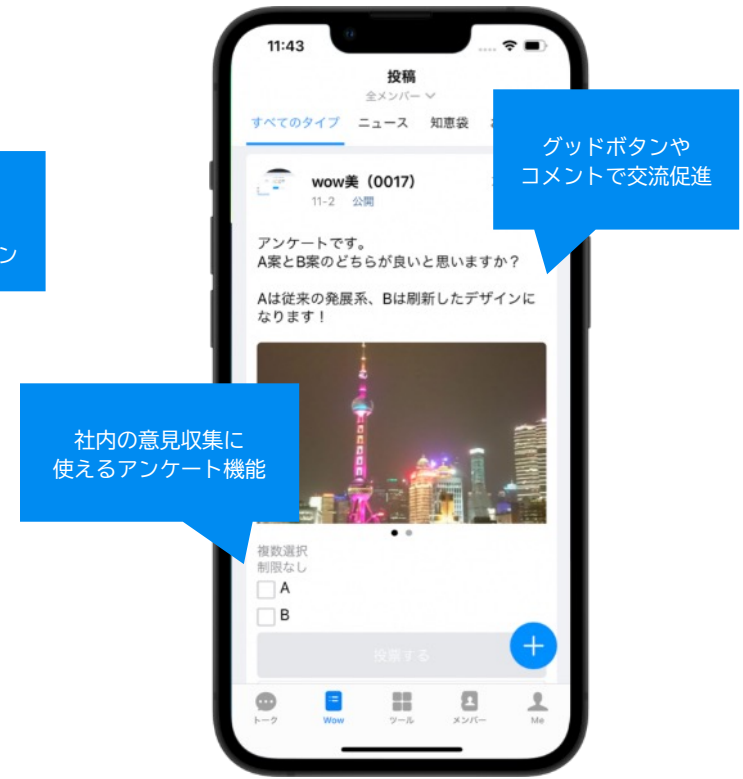 11:43
投稿
全メンバー
すべてのタイプ ニュース 知恵袋
グッドボタンや
コメントで交流促進
wow美（0017）
11-2 公開
ン
アンケートです。
A案とB案のどちらが良いと思いますか？
Aは従来の発展系、Bは刷新したデザインに
なります！
社内の意見収集に
使えるアンケート機能
複数選択
制限なし
A
B
投票する
トーク Wow ツール メンバー Me